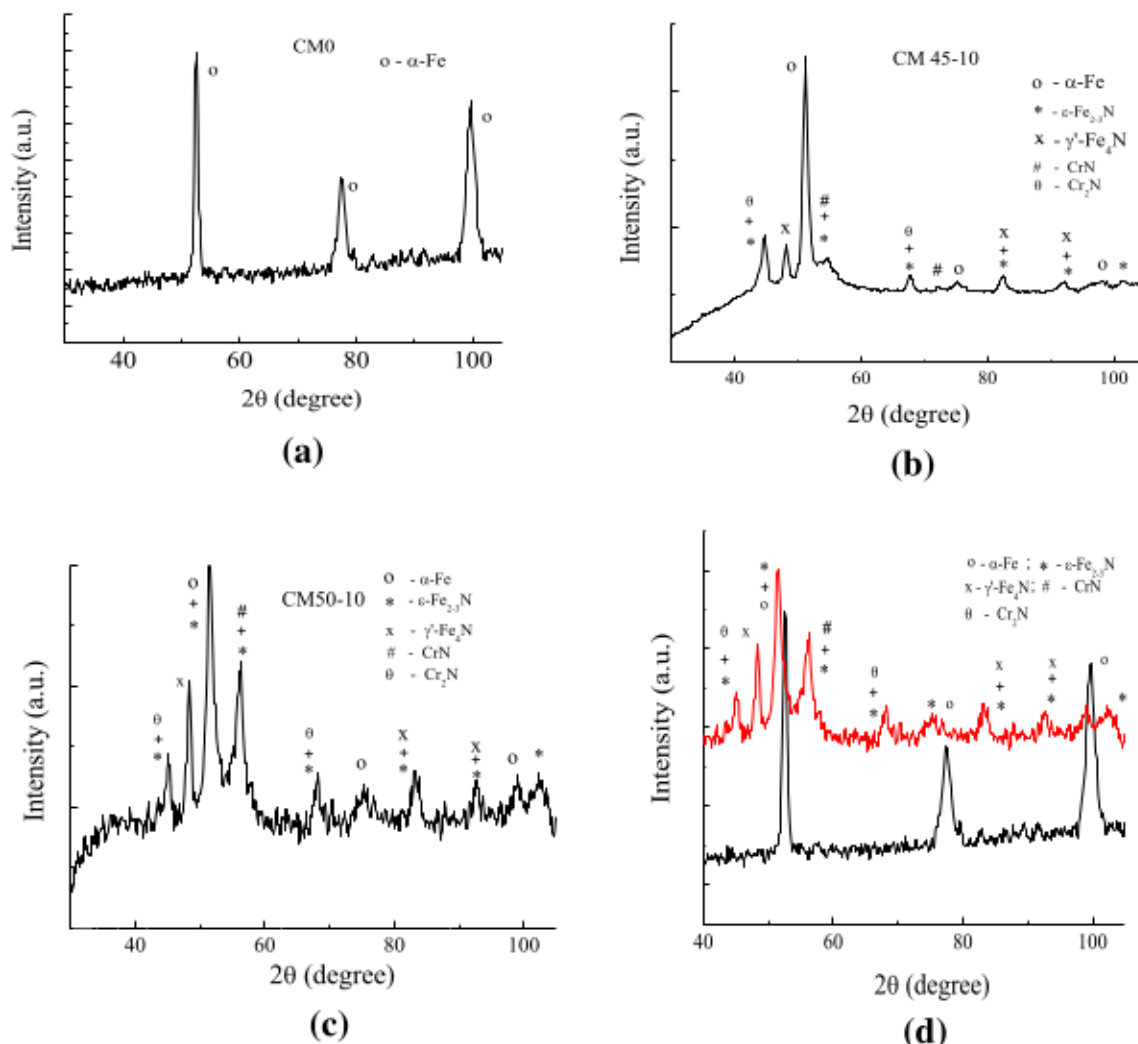 CM0
o - α-Fe
o
o
o
Intensity (a.u.)
40 60 80 100
2θ (degree)
(a)
CM 45-10
o - α-Fe
* - ε-Fe₂₋₃N
x - γ'-Fe₄N
# - CrN
θ - Cr₂N
o
θ
+
*
x
#
+
*
θ
+
*
#
o
x
+
*
x
+
*
o
*
Intensity (a.u.)
40 60 80 100
2θ (degree)
(b)
CM50-10
o - α-Fe
* - ε-Fe₂₋₃N
x - γ'-Fe₄N
# - CrN
θ - Cr₂N
θ
+
*
x
o
+
*
#
+
*
θ
+
*
o
x
+
*
x
+
*
o
*
Intensity (a.u.)
40 60 80 100
2θ (degree)
(c)
o - α-Fe ; * - ε-Fe₂₋₃N
x - γ'-Fe₄N; # - CrN
θ - Cr₂N
θ
+
*
x
*
+
o
#
+
*
θ
+
*
*
o
x
+
*
x
+
*
o
*
Intensity (a.u.)
40 60 80 100
2θ (degree)
(d)